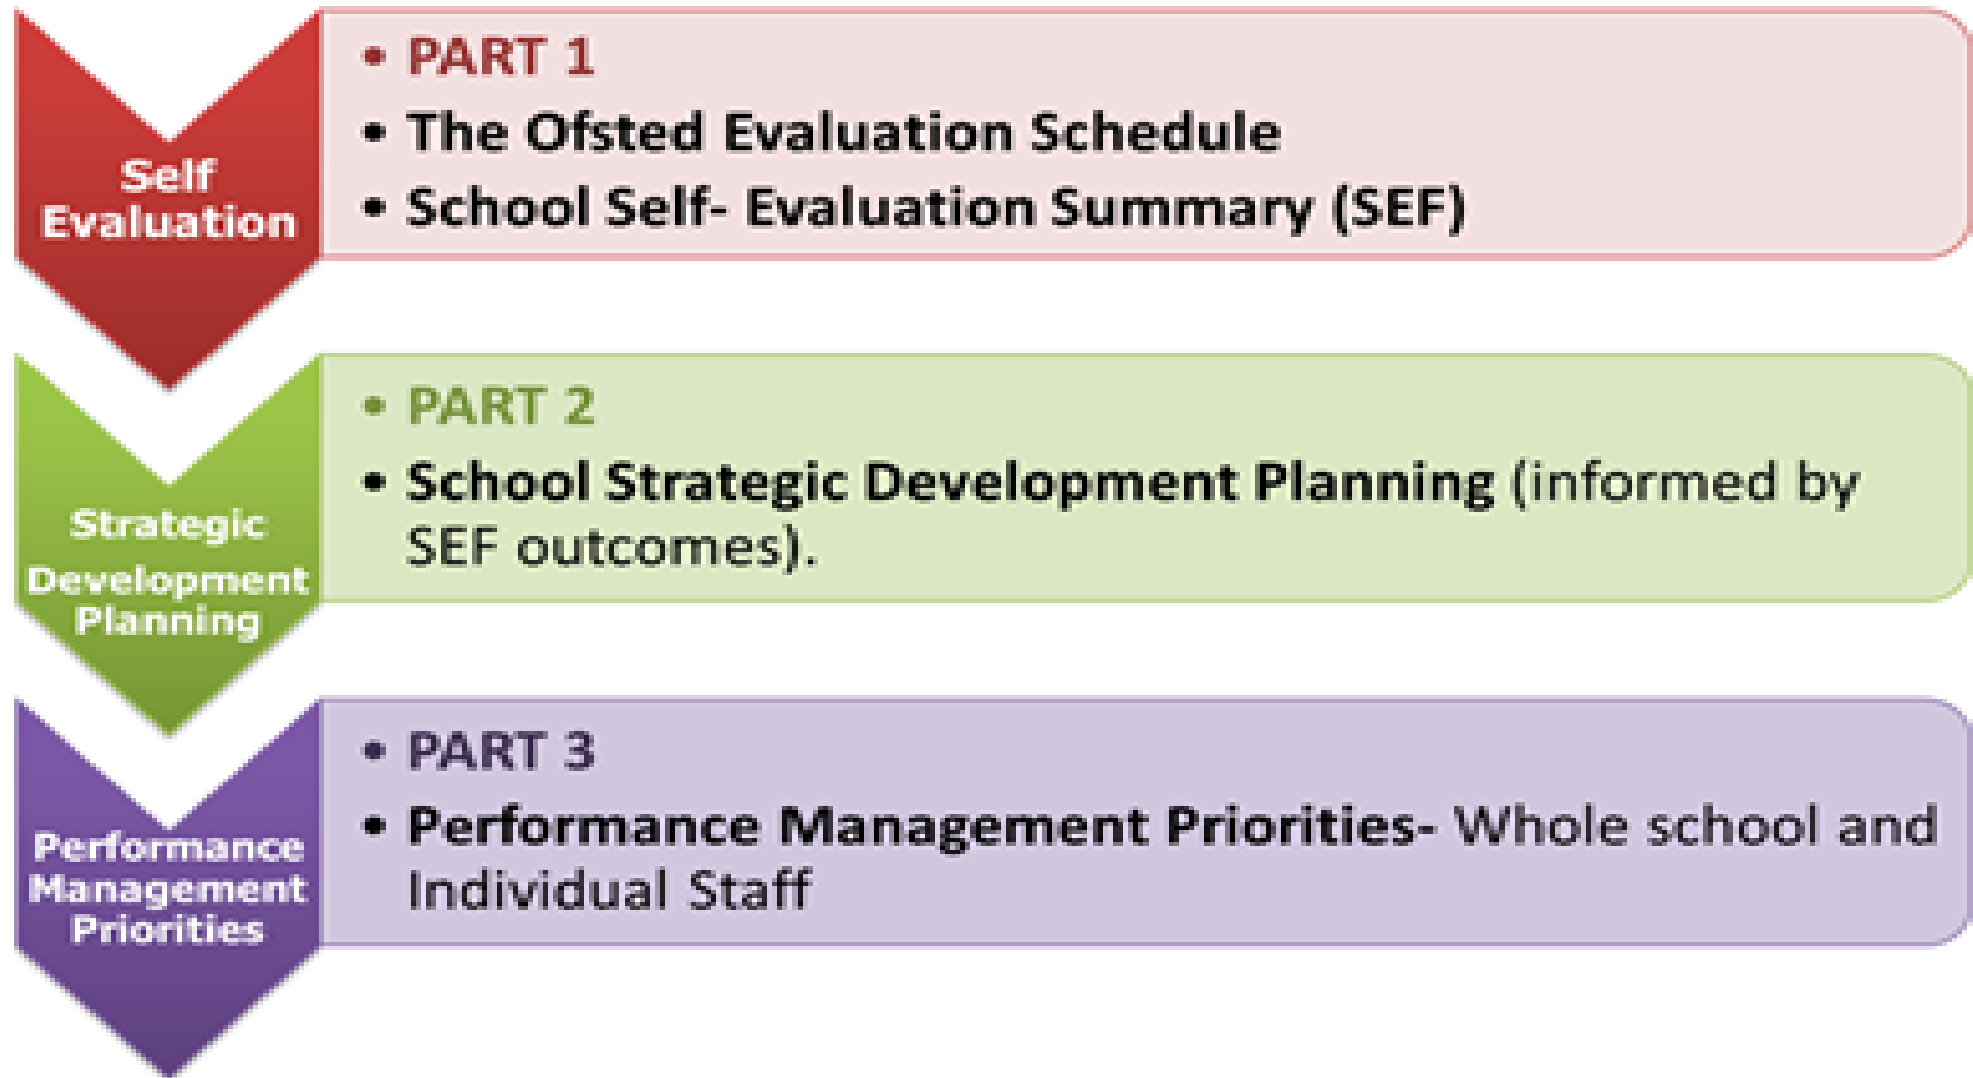 Self
Evaluation
• PART 1
• The Ofsted Evaluation Schedule
• School Self- Evaluation Summary (SEF)
Strategic
Development
Planning
• PART 2
• School Strategic Development Planning (informed by
SEF outcomes).
Performance
Management
Priorities
• PART 3
• Performance Management Priorities- Whole school and
Individual Staff